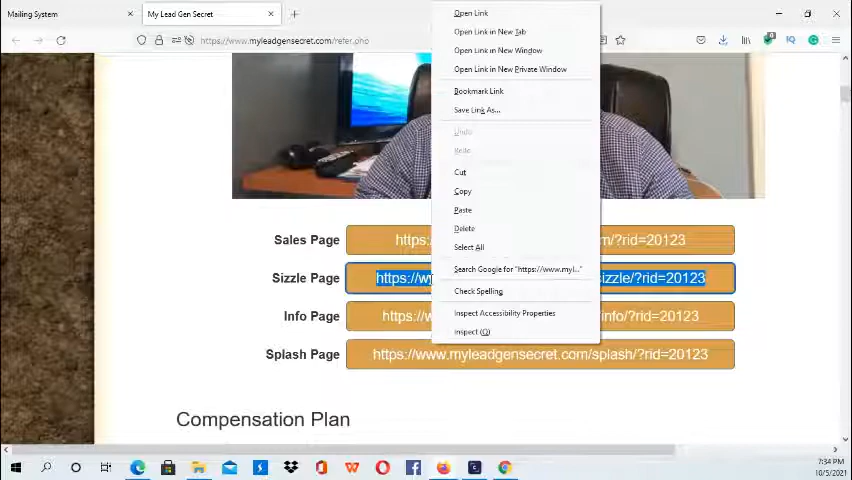 Mailing System
My Lead Gen Secret
https://www.myleadgensecret.com/refer.php
Open Link
Open Link in New Tab
Open Link in New Window
Open Link in New Private Window
Bookmark Link
Save Link As...
Undo
Redo
Cut
Copy
Paste
Delete
Select All
Search Google for "https://www.myl..."
Check Spelling
Inspect Accessibility Properties
Inspect (Q)
Sales Page https: m/?rid=20123
Sizzle Page https://w sizzle/?rid=20123
Info Page https:// info/?rid=20123
Splash Page https://www.myleadgensecret.com/splash/?rid=20123
Compensation Plan
7:34 PM
10/5/2021